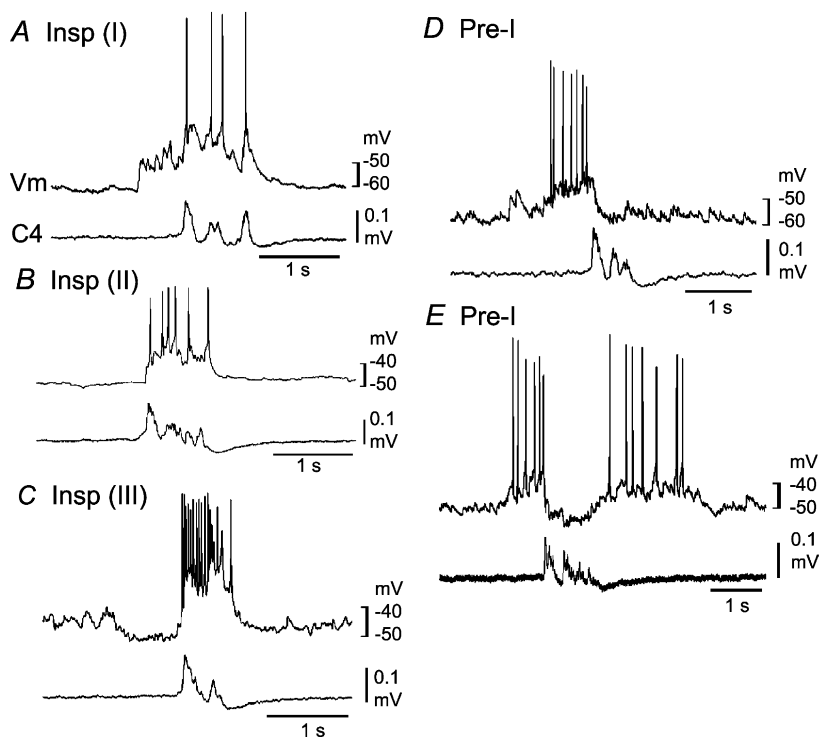 A Insp (I)
mV
-50
-60
Vm
0.1
mV
C4
1 s
B Insp (II)
mV
-40
-50
0.1
mV
1 s
C Insp (III)
mV
-40
-50
0.1
mV
1 s
D Pre-I
mV
-50
-60
0.1
mV
1 s
E Pre-I
mV
-40
-50
0.1
mV
1 s